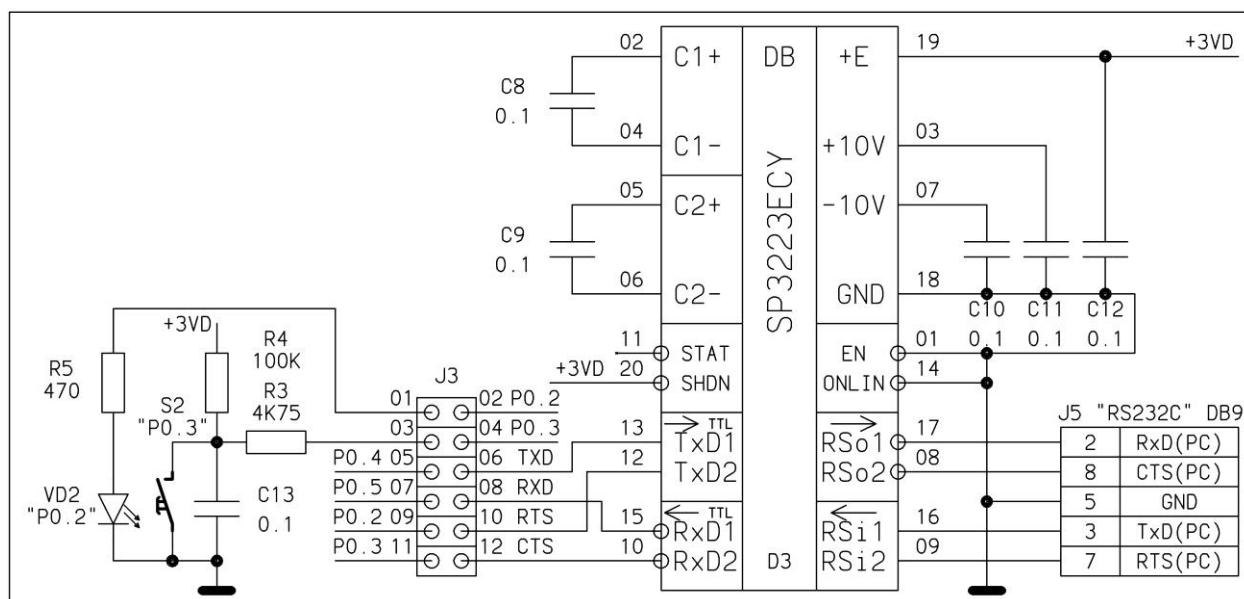 02 C1+ DB +E 19 +3VD
C8
0.1
04 C1- +10V 03
05 C2+ -10V 07
C9
0.1
06 C2- GND 18
SP3223ECY
C10 C11 C12
0.1 0.1 0.1
11 STAT EN 01
+3VD 20 SHDN ONLIN 14
+3VD
R5
470
R4
100K
R3
4K75
S2
"P0.3"
VD2
"P0.2"
C13
0.1
J3
01 02 P0.2
03 04 P0.3
P0.4 05 06 TXD
P0.5 07 08 RXD
P0.2 09 10 RTS
P0.3 11 12 CTS
TTL
13 TxD1 RSo1 17
12 TxD2 RSo2 08
TTL
15 RxD1 RSi1 16
10 RxD2 RSi2 09
D3
J5 "RS232C" DB9
2 RxD(PC)
8 CTS(PC)
5 GND
3 TxD(PC)
7 RTS(PC)